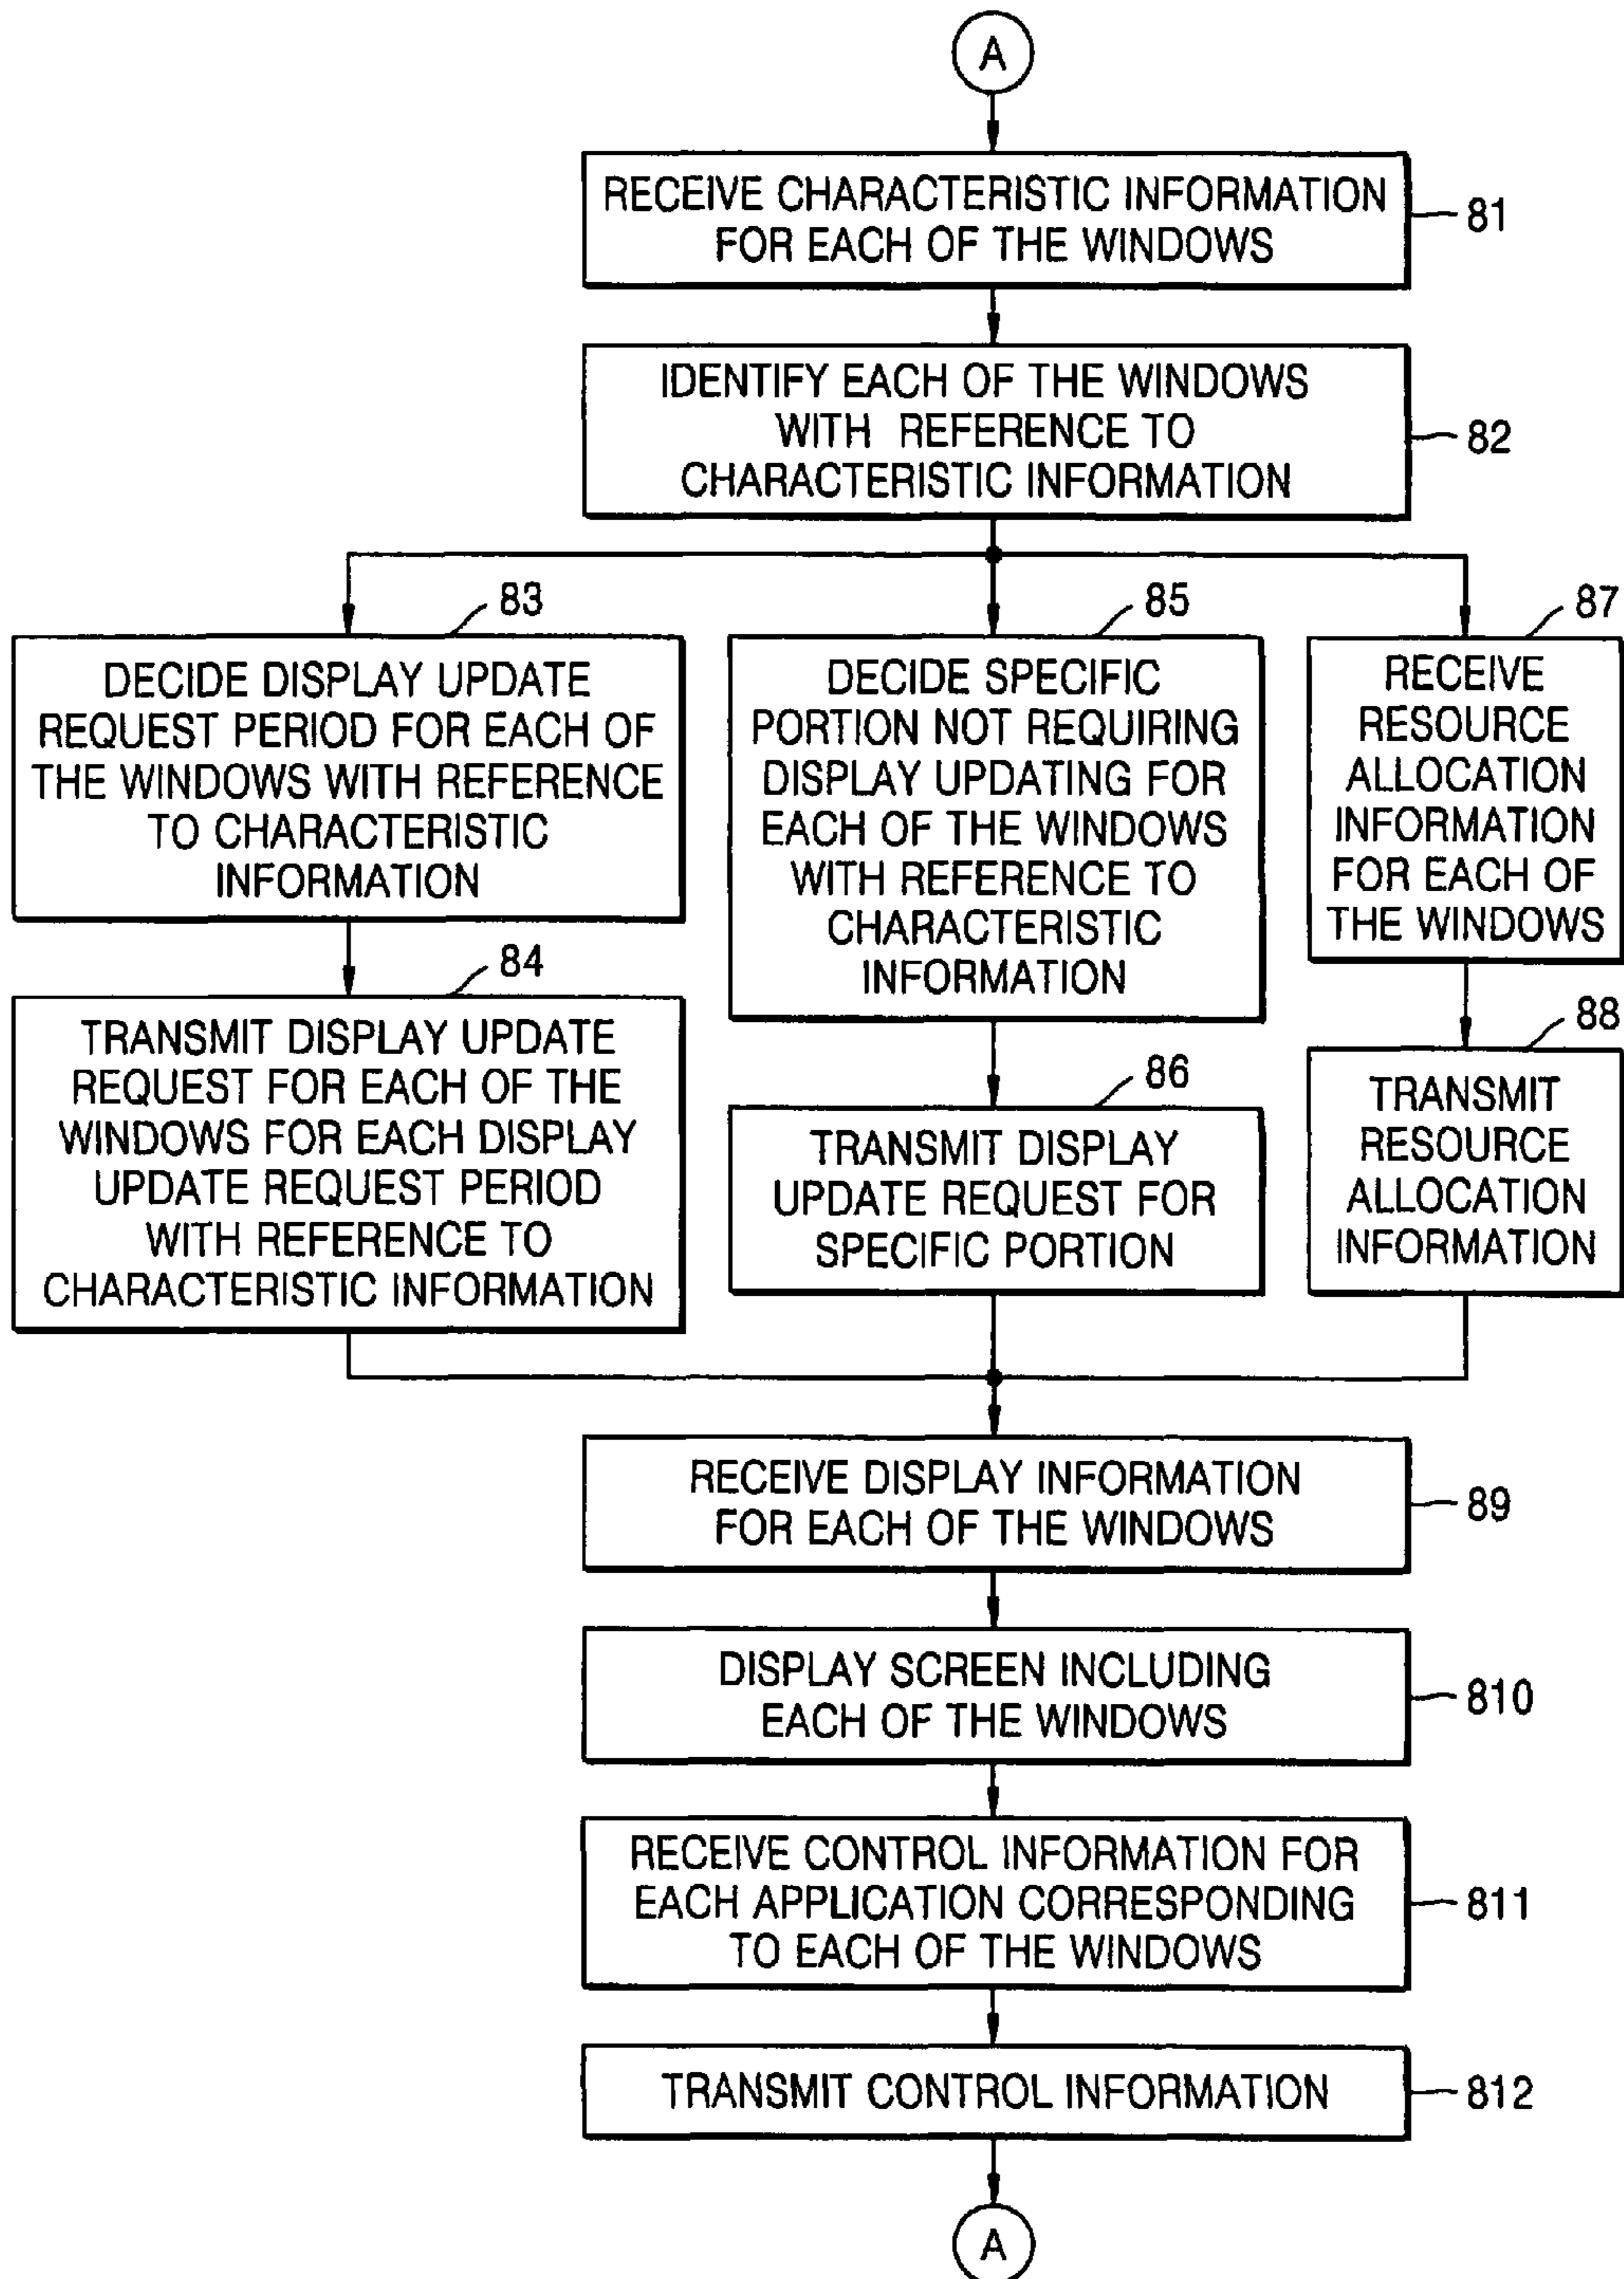 A
RECEIVE CHARACTERISTIC INFORMATION
FOR EACH OF THE WINDOWS
81
IDENTIFY EACH OF THE WINDOWS
WITH REFERENCE TO
CHARACTERISTIC INFORMATION
82
83
DECIDE DISPLAY UPDATE
REQUEST PERIOD FOR EACH OF
THE WINDOWS WITH REFERENCE
TO CHARACTERISTIC
INFORMATION
84
TRANSMIT DISPLAY UPDATE
REQUEST FOR EACH OF THE
WINDOWS FOR EACH DISPLAY
UPDATE REQUEST PERIOD
WITH REFERENCE TO
CHARACTERISTIC INFORMATION
85
DECIDE SPECIFIC
PORTION NOT REQUIRING
DISPLAY UPDATING FOR
EACH OF THE WINDOWS
WITH REFERENCE TO
CHARACTERISTIC
INFORMATION
86
TRANSMIT DISPLAY
UPDATE REQUEST FOR
SPECIFIC PORTION
87
RECEIVE
RESOURCE
ALLOCATION
INFORMATION
FOR EACH OF
THE WINDOWS
88
TRANSMIT
RESOURCE
ALLOCATION
INFORMATION
RECEIVE DISPLAY INFORMATION
FOR EACH OF THE WINDOWS
89
DISPLAY SCREEN INCLUDING
EACH OF THE WINDOWS
810
RECEIVE CONTROL INFORMATION FOR
EACH APPLICATION CORRESPONDING
TO EACH OF THE WINDOWS
811
TRANSMIT CONTROL INFORMATION
812
A